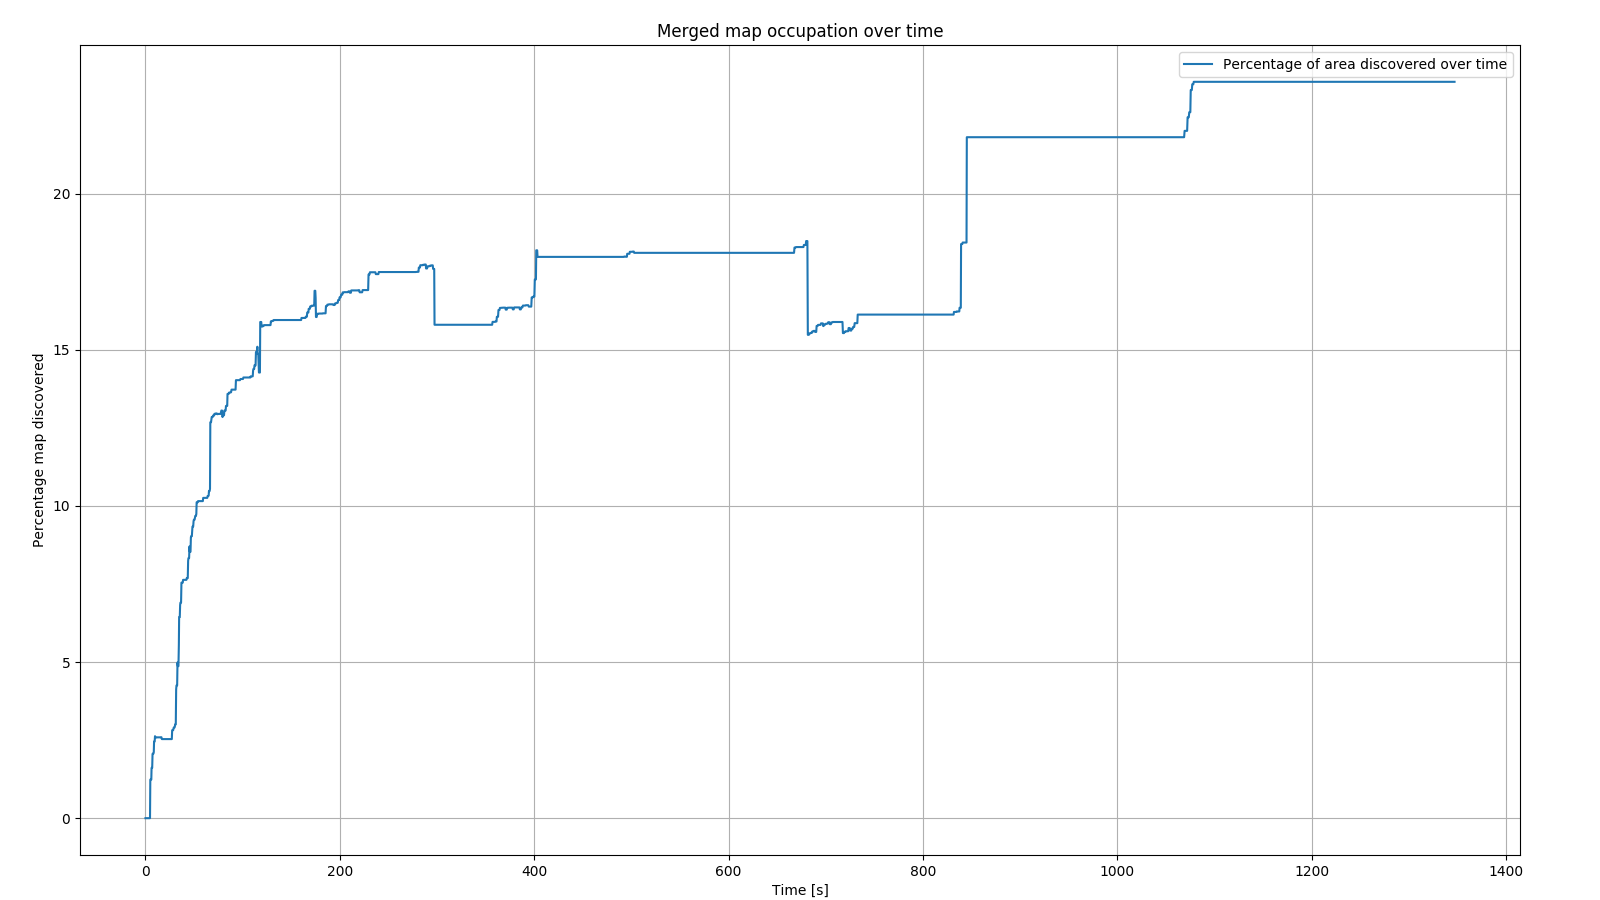 Merged map occupation over time
Percentage of area discovered over time
Percentage map discovered
20
15
10
5
0
0 200 400 600 800 1000 1200 1400
Time [s]